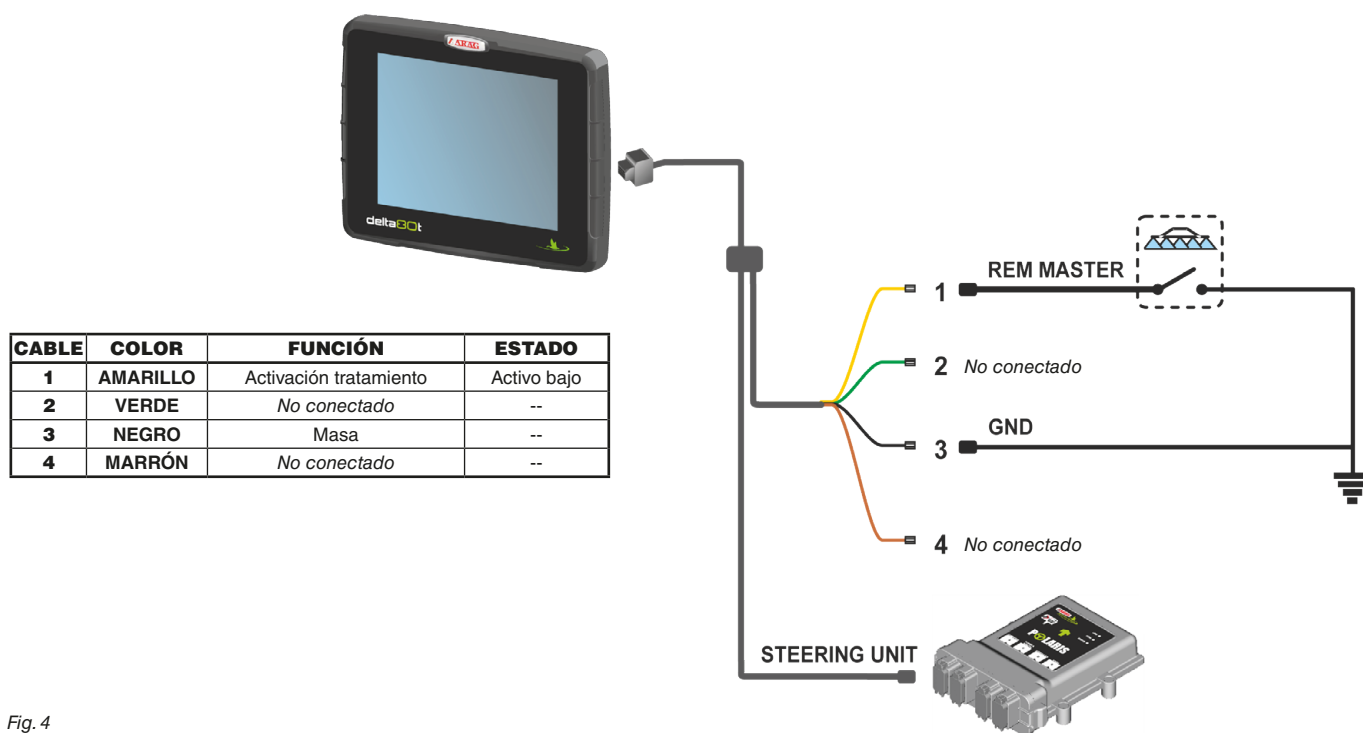 ARAG
delta80t
REM MASTER
1
CABLE COLOR FUNCIÓN ESTADO
1 AMARILLO Activación tratamiento Activo bajo
2 VERDE No conectado --
3 NEGRO Masa --
4 MARRÓN No conectado --
2 No conectado
GND
3
4 No conectado
POLARIS
STEERING UNIT
Fig. 4